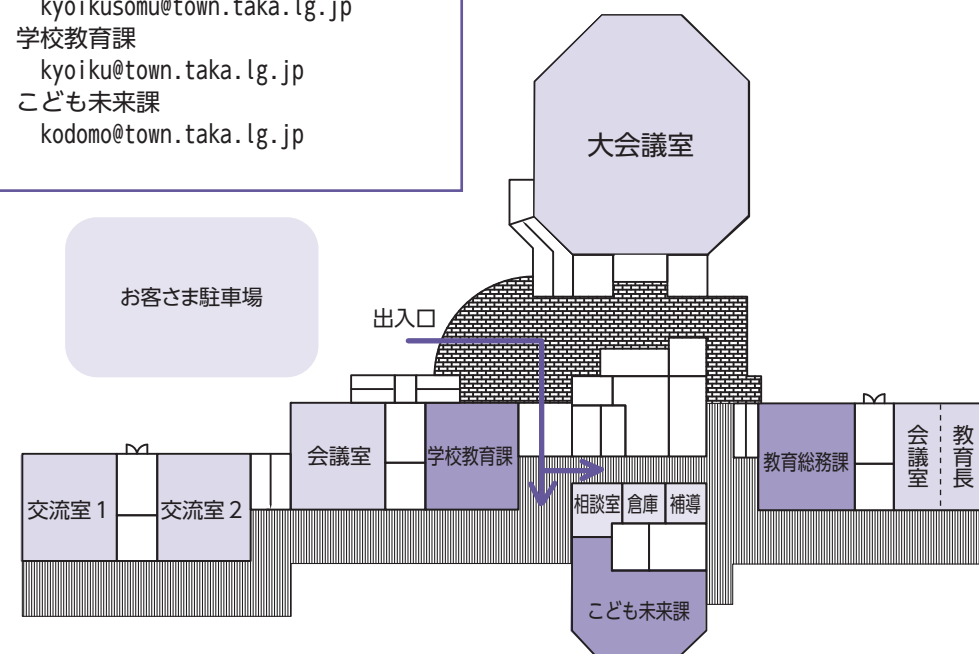 kyoikusomu@town.taka.lg.jp
学校教育課
kyoiku@town.taka.lg.jp
こども未来課
kodomo@town.taka.lg.jp
大会議室
お客さま駐車場
出入口
会議室
学校教育課
教育総務課
会議室
教育長
交流室1
交流室2
相談室
倉庫
補導
こども未来課